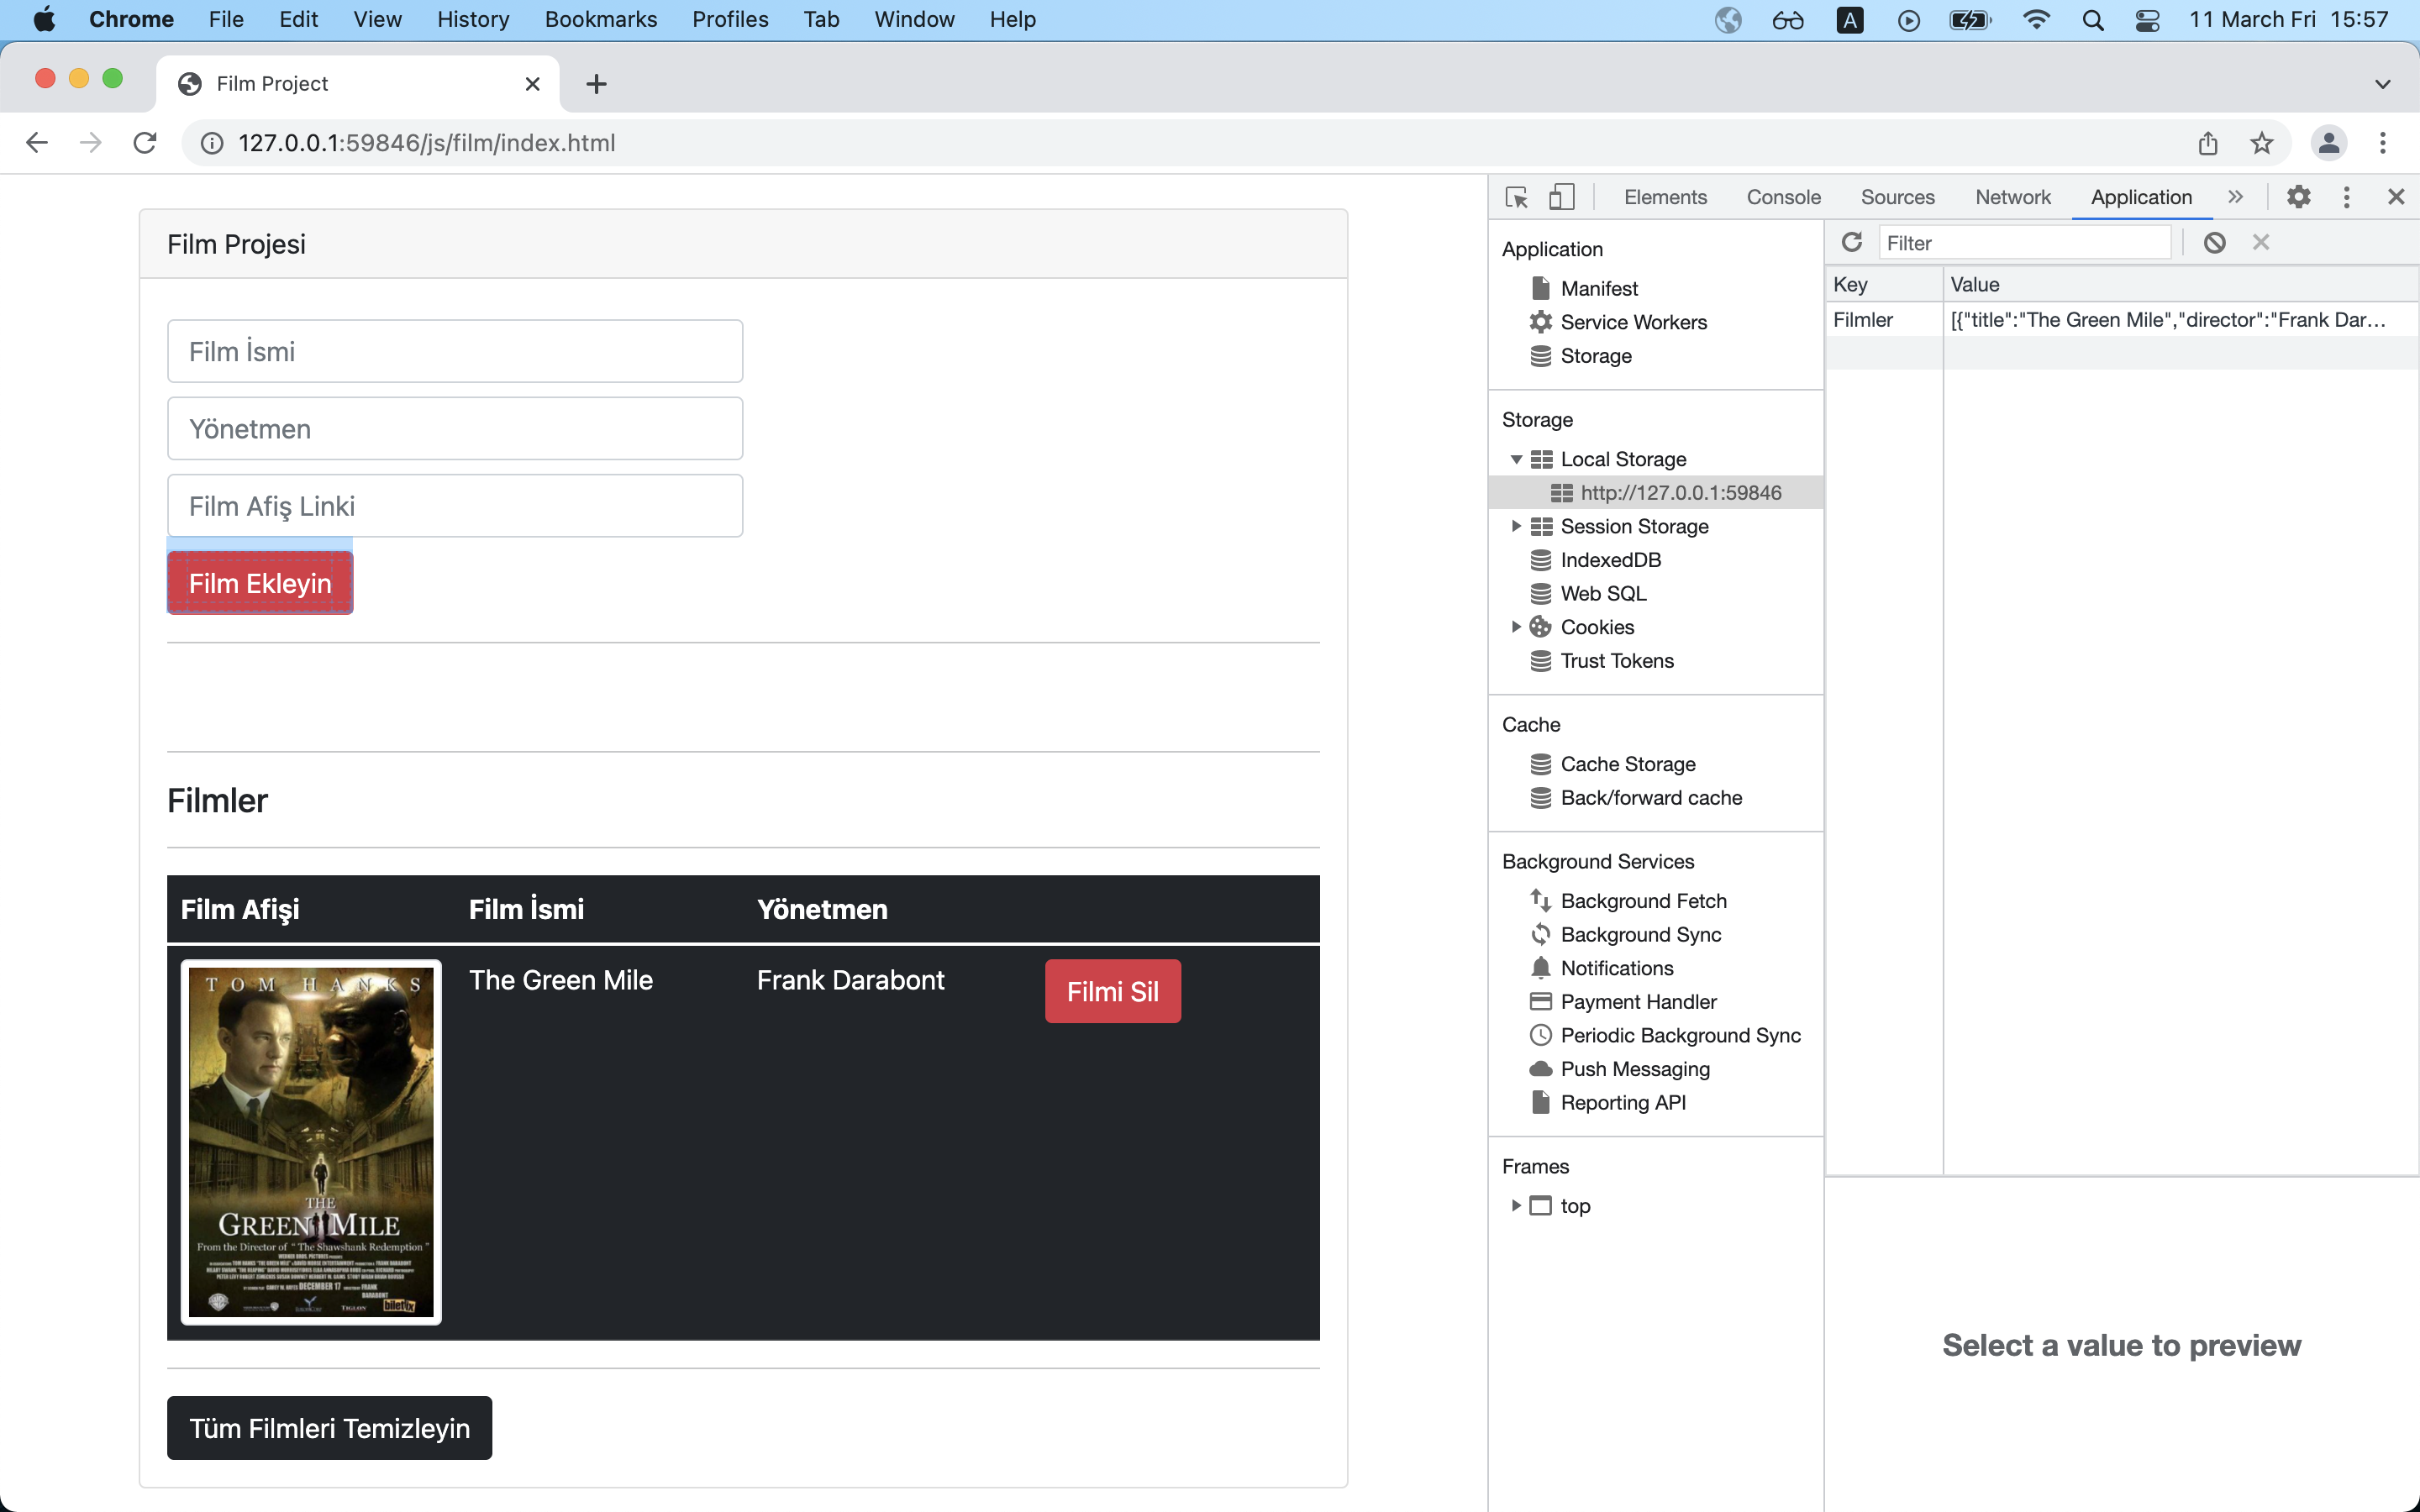 Chrome File Edit View History Bookmarks Profiles Tab Window Help A 11 March Fri 15:57
Film Project
127.0.0.1:59846/js/film/index.html
Film Projesi
Film İsmi
Yönetmen
Film Afiş Linki
Film Ekleyin
Filmler
Film Afişi Film İsmi Yönetmen
The Green Mile Frank Darabont Filmi Sil
TOM HANKS
THE
GREEN MILE
From the Director of "The Shawshank Redemption"
DECEMBER 17
biletix
Tüm Filmleri Temizleyin
Elements Console Sources Network Application
Application
Manifest
Service Workers
Storage
Storage
Local Storage
http://127.0.0.1:59846
Session Storage
IndexedDB
Web SQL
Cookies
Trust Tokens
Cache
Cache Storage
Back/forward cache
Background Services
Background Fetch
Background Sync
Notifications
Payment Handler
Periodic Background Sync
Push Messaging
Reporting API
Frames
top
Filter
Key Value
Filmler [{"title":"The Green Mile","director":"Frank Dar…
Select a value to preview